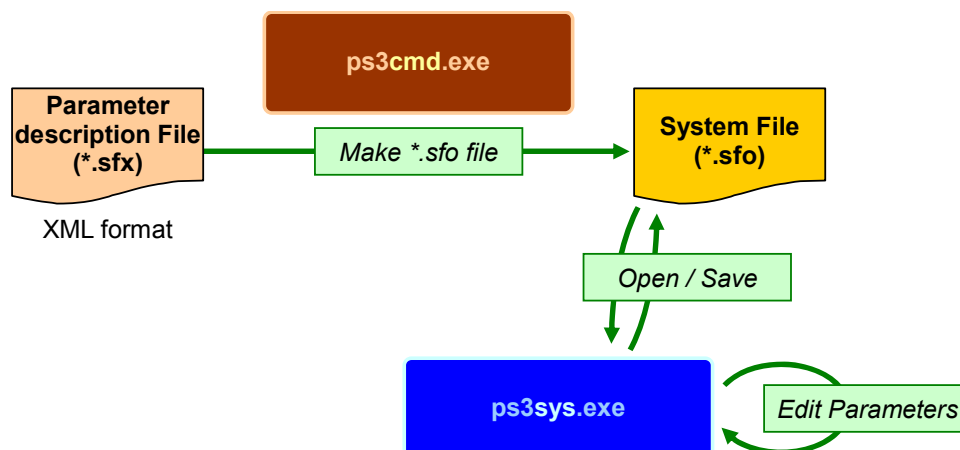 ps3cmd.exe
Parameter
description File
(*.sfx)
Make *.sfo file
System File
(*.sfo)
XML format
Open / Save
ps3sys.exe
Edit Parameters